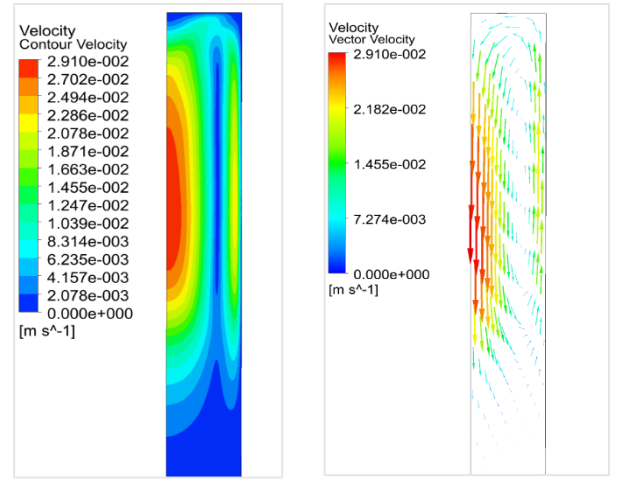 Velocity
Contour Velocity
2.910e-002
2.702e-002
2.494e-002
2.286e-002
2.078e-002
1.871e-002
1.663e-002
1.455e-002
1.247e-002
1.039e-002
8.314e-003
6.235e-003
4.157e-003
2.078e-003
0.000e+000
[m s^-1]
Velocity
Vector Velocity
2.910e-002
2.182e-002
1.455e-002
7.274e-003
0.000e+000
[m s^-1]